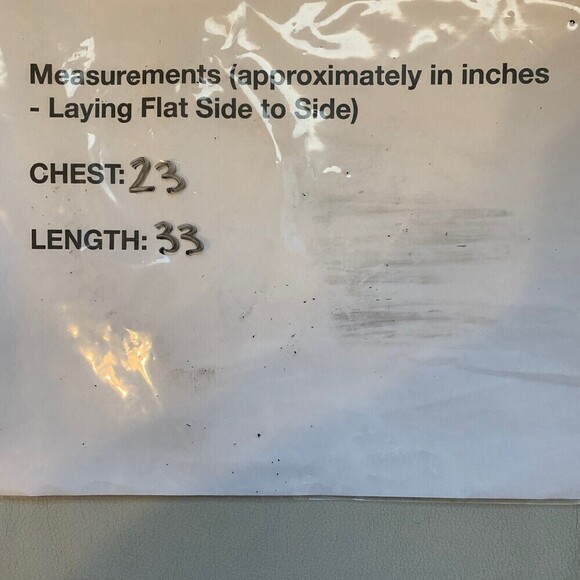 Measurements (approximately in inches
- Laying Flat Side to Side)
CHEST: 23
LENGTH: 33